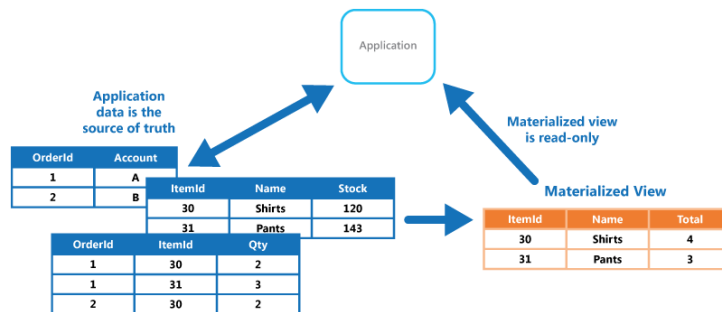 Application
Application
data is the
source of truth
Materialized view
is read-only
OrderId Account
1 A
2 B
ItemId Name Stock
30 Shirts 120
31 Pants 143
OrderId ItemId Qty
1 30 2
1 31 3
2 30 2
Materialized View
ItemId Name Total
30 Shirts 4
31 Pants 3